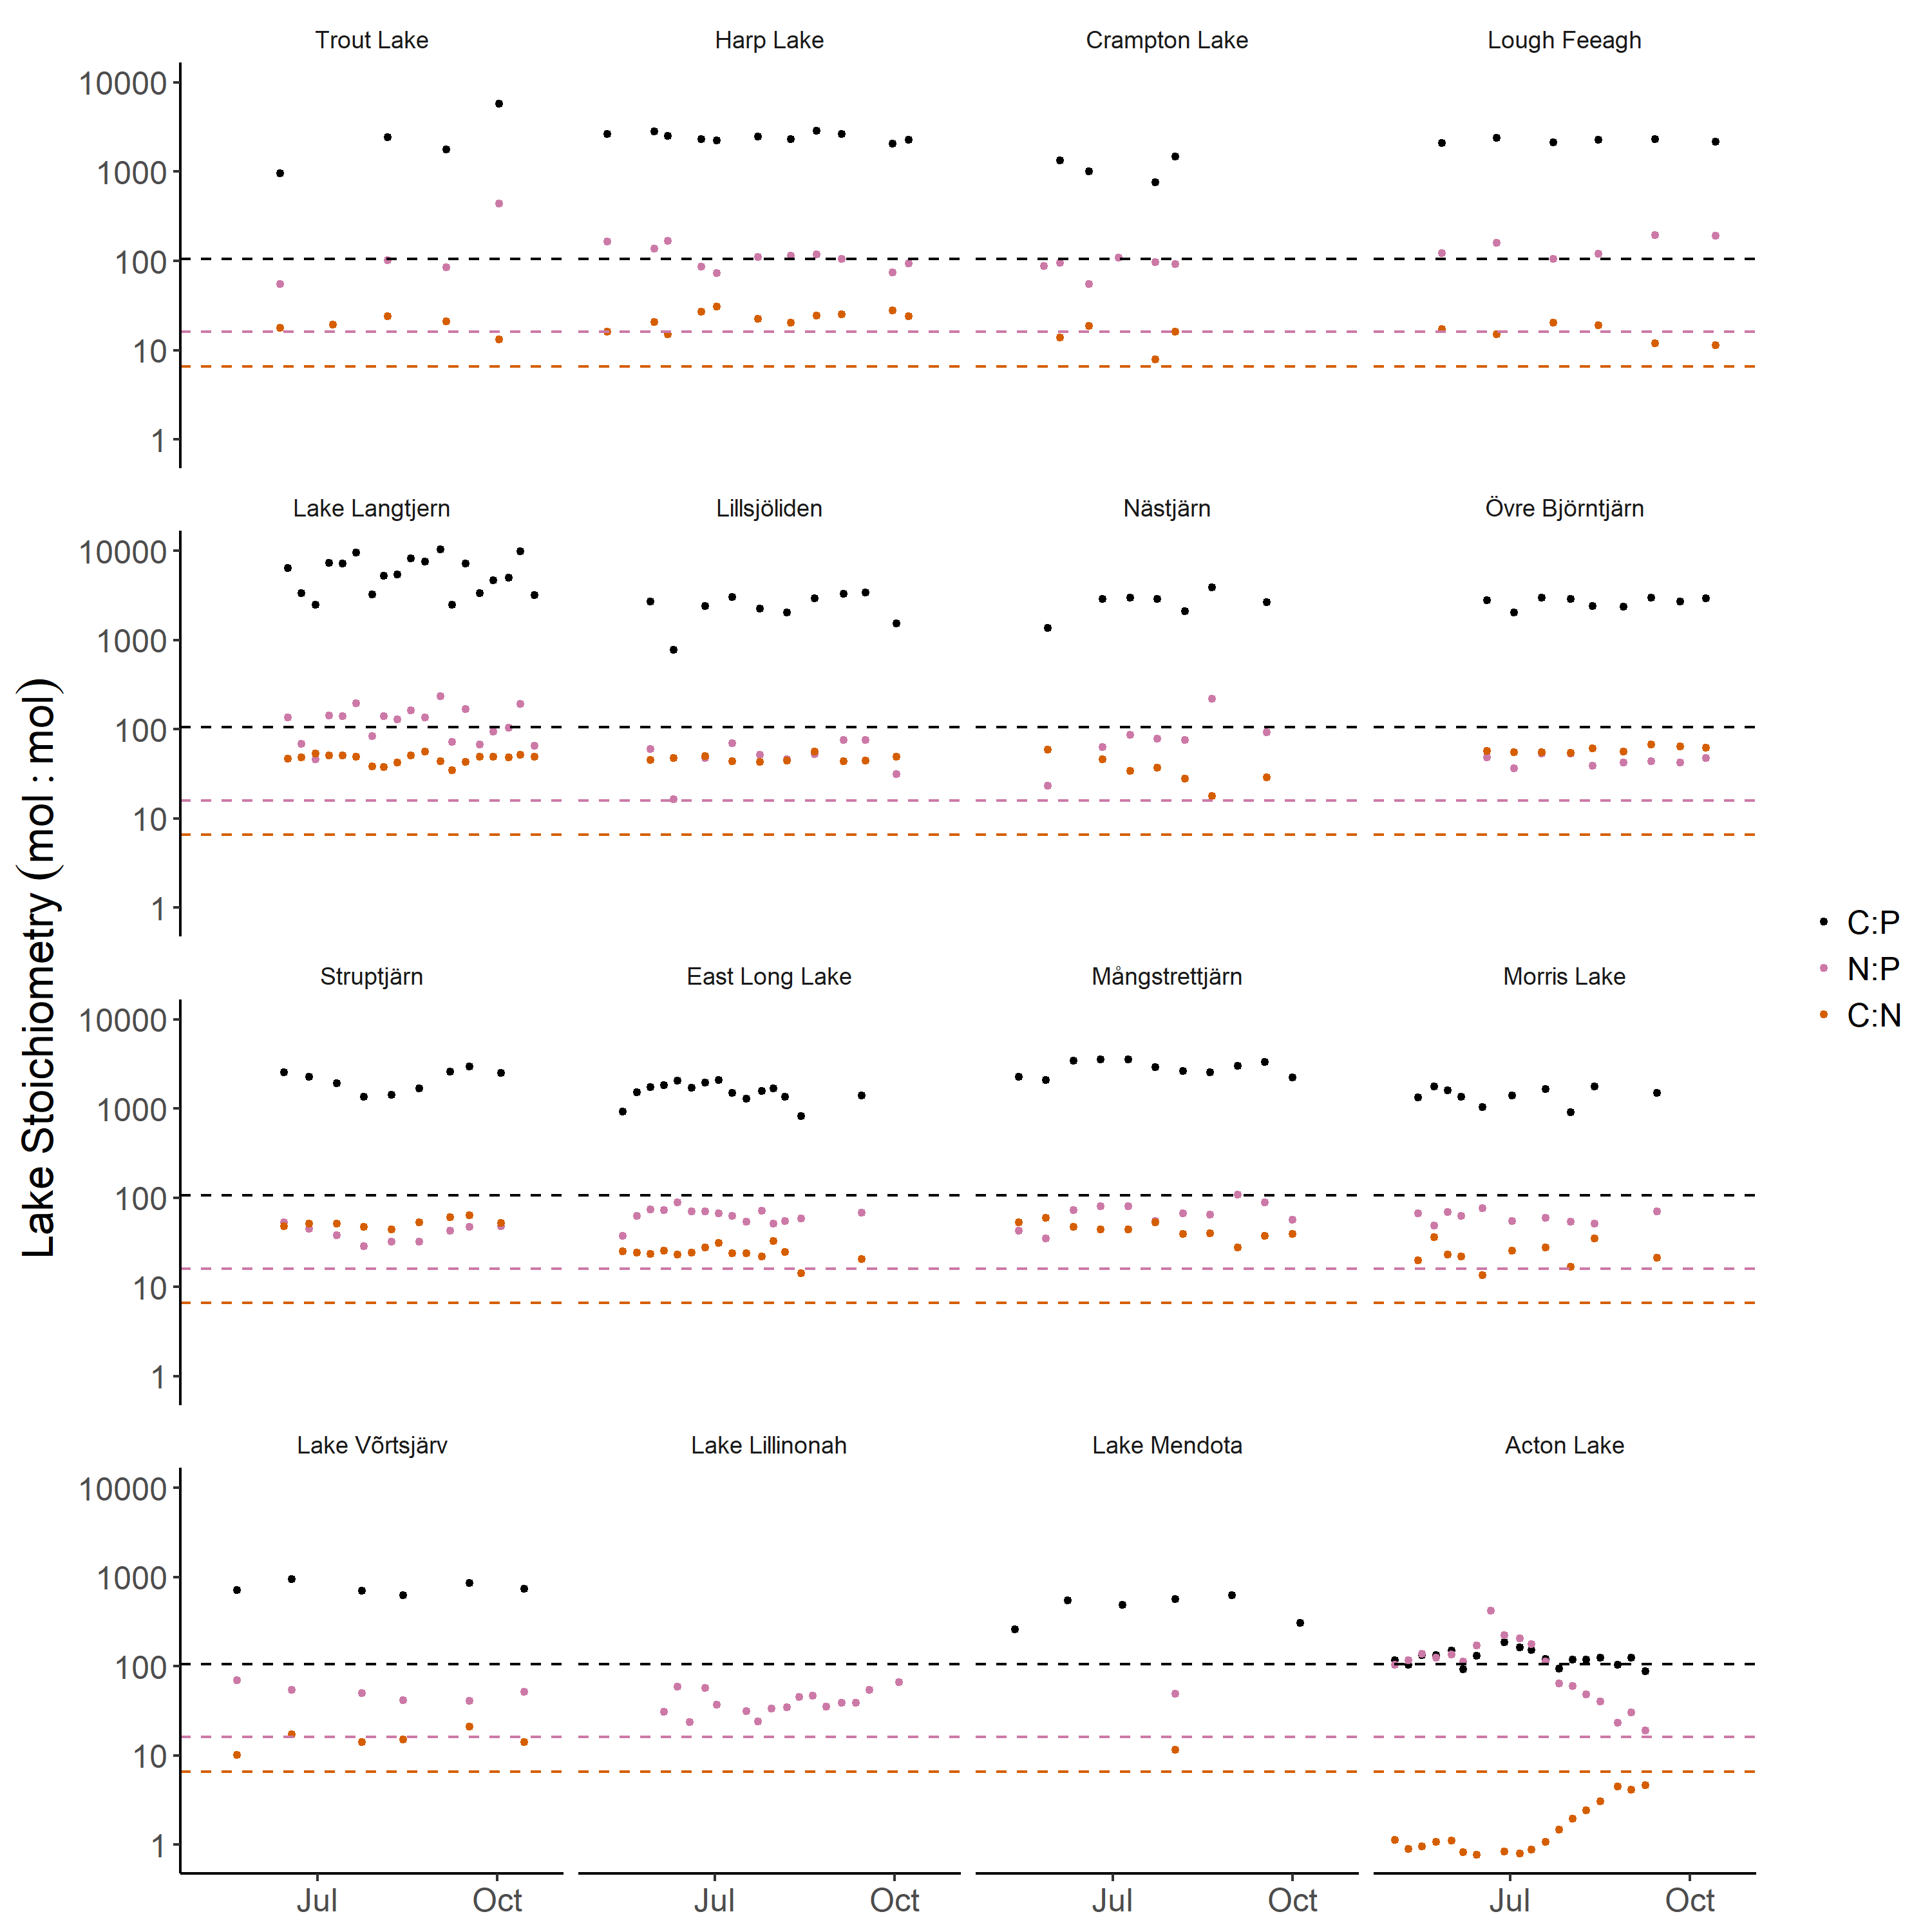 Trout Lake Harp Lake Crampton Lake Lough Feeagh
10000
1000
100
10
1
Lake Langtjern Lillsjöliden Nästjärn Övre Björntjärn
10000
1000
100
10
1
Lake Stoichiometry (mol : mol)
C:P
N:P
C:N
Struptjärn East Long Lake Mångstrettjärn Morris Lake
10000
1000
100
10
1
Lake Võrtsjärv Lake Lillinonah Lake Mendota Acton Lake
10000
1000
100
10
1
Jul Oct Jul Oct Jul Oct Jul Oct